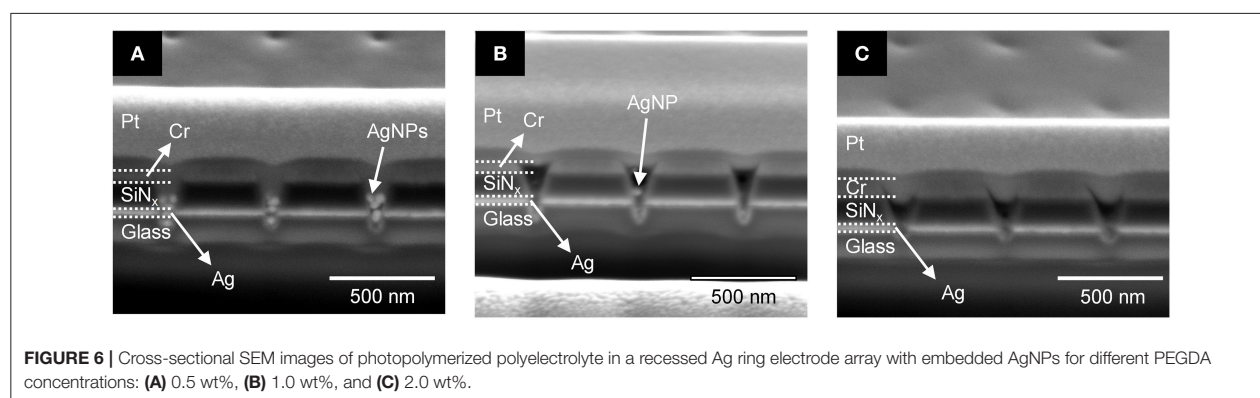 A
Pt
Cr
AgNPs
SiNx
Glass
Ag
500 nm
B
AgNP
Pt
Cr
SiNx
Glass
Ag
500 nm
C
Pt
Cr
SiNx
Glass
Ag
500 nm
FIGURE 6 | Cross-sectional SEM images of photopolymerized polyelectrolyte in a recessed Ag ring electrode array with embedded AgNPs for different PEGDA
concentrations: (A) 0.5 wt%, (B) 1.0 wt%, and (C) 2.0 wt%.